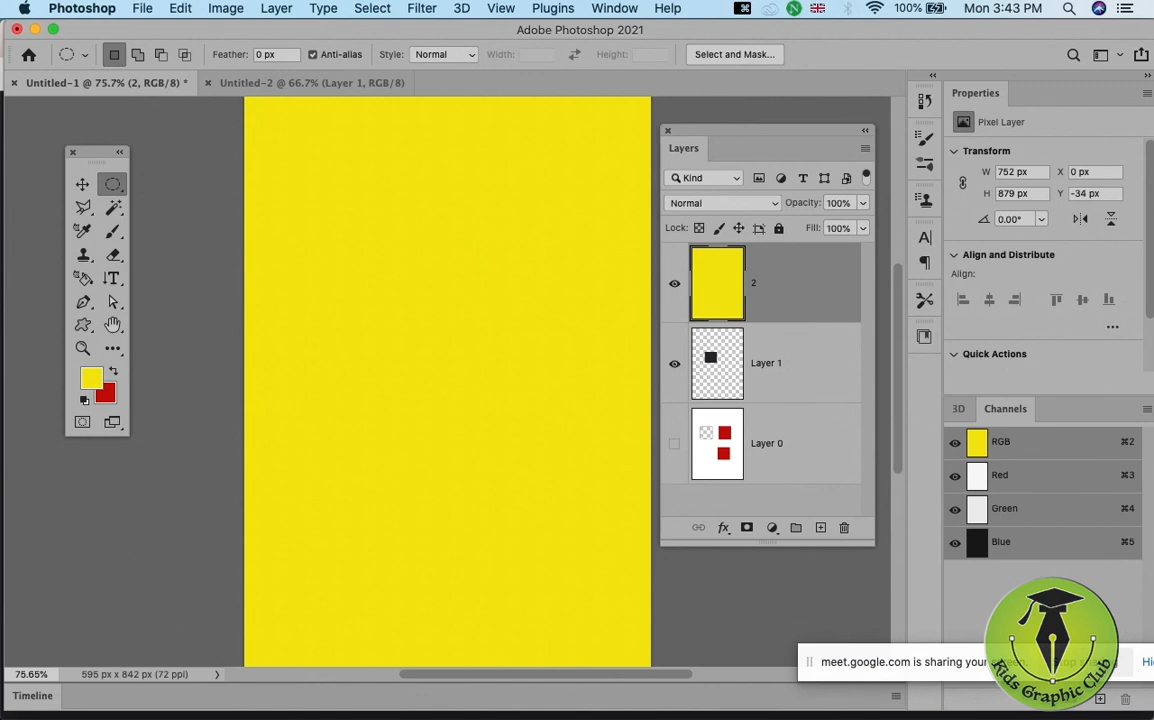 Photoshop File Edit Image Layer Type Select Filter 3D View Plugins Window Help 100% Mon 3:43 PM
Adobe Photoshop 2021
Feather: 0 px Anti-alias Style: Normal Width: Height: Select and Mask...
Untitled-1 @ 75.7% (2, RGB/8) * Untitled-2 @ 66.7% (Layer 1, RGB/8)
Layers
Kind
Normal Opacity: 100%
Lock: Fill: 100%
2
Layer 1
Layer 0
fx
Properties
Pixel Layer
Transform
W 752 px X 0 px
H 879 px Y -34 px
0.00°
Align and Distribute
Align:
Quick Actions
3D Channels
RGB ⌘2
Red ⌘3
Green ⌘4
Blue ⌘5
meet.google.com is sharing your screen.
Kids Graphic Club
75.65% 595 px x 842 px (72 ppi)
Timeline